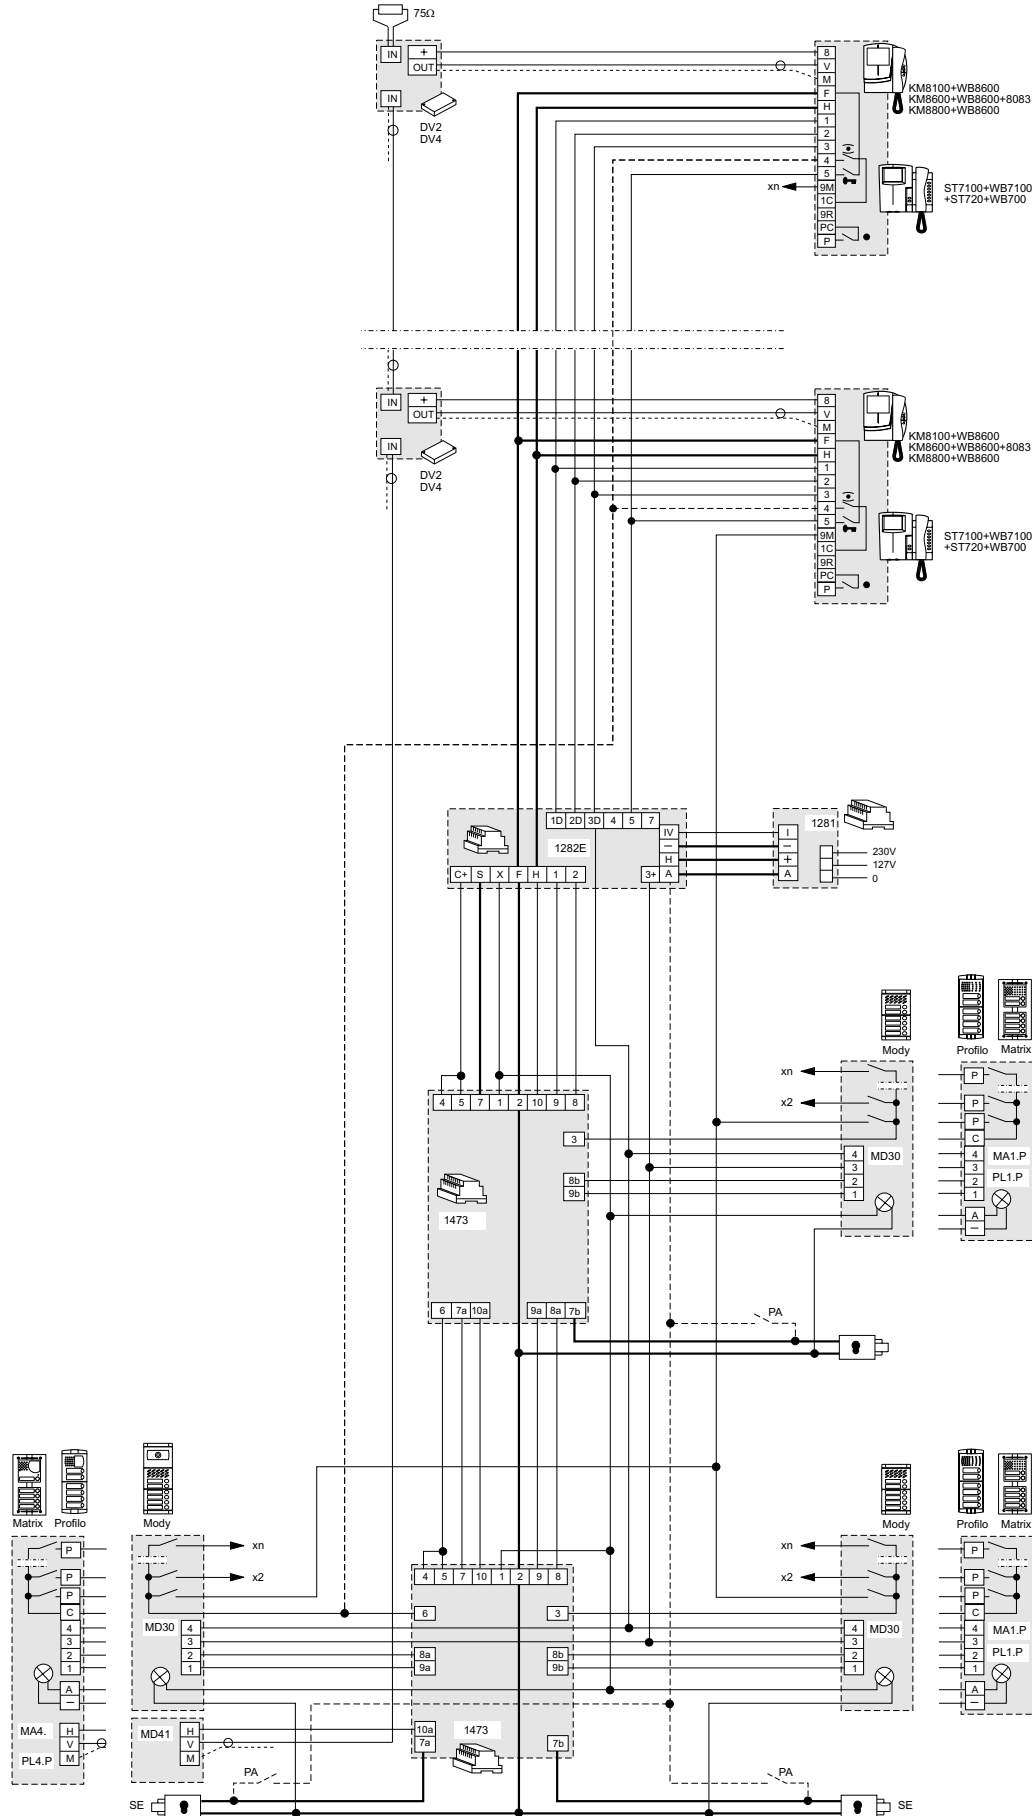 75Ω
IN
+
OUT
IN
DV2
DV4
8
V
M
F
H
1
2
3
4
5
9M
1C
9R
PC
P
xn
KM8100+WB8600
KM8600+WB8600+8083
KM8800+WB8600
ST7100+WB7100
+ST720+WB700
IN
+
OUT
IN
DV2
DV4
8
V
M
F
H
1
2
3
4
5
9M
1C
9R
PC
P
KM8100+WB8600
KM8600+WB8600+8083
KM8800+WB8600
ST7100+WB7100
+ST720+WB700
1D 2D 3D 4 5 7
1282E
IV
–
H
3+ A
C+ S X F H 1 2
1281
I
–
+
A
230V
127V
0
Mody
Profilo
Matrix
xn
x2
4
3
2
1
MD30
P
P
P
C
4
3
2
1
A
–
MA1.P
PL1.P
4 5 7 1 2 10 9 8
3
8b
9b
1473
6 7a 10a
9a 8a 7b
PA
Matrix
Profilo
Mody
Mody
Profilo
Matrix
P
P
P
C
4
3
2
1
A
–
MA4.
PL4.P
H
V
M
xn
x2
MD30
4
3
2
1
MD41
H
V
M
4 5 7 10 1 2 9 8
6
3
8a
9a
8b
9b
10a
7a
1473
7b
xn
x2
4
3
2
1
MD30
P
P
P
C
4
3
2
1
A
–
MA1.P
PL1.P
PA
PA
SE
SE